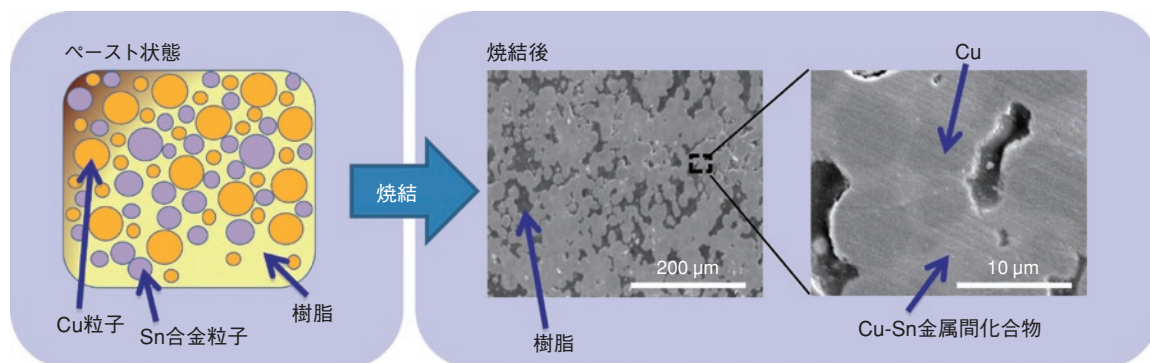 ペースト状態
Cu粒子
Sn合金粒子
樹脂
焼結
焼結後
200 µm
樹脂
Cu
10 µm
Cu-Sn金属間化合物